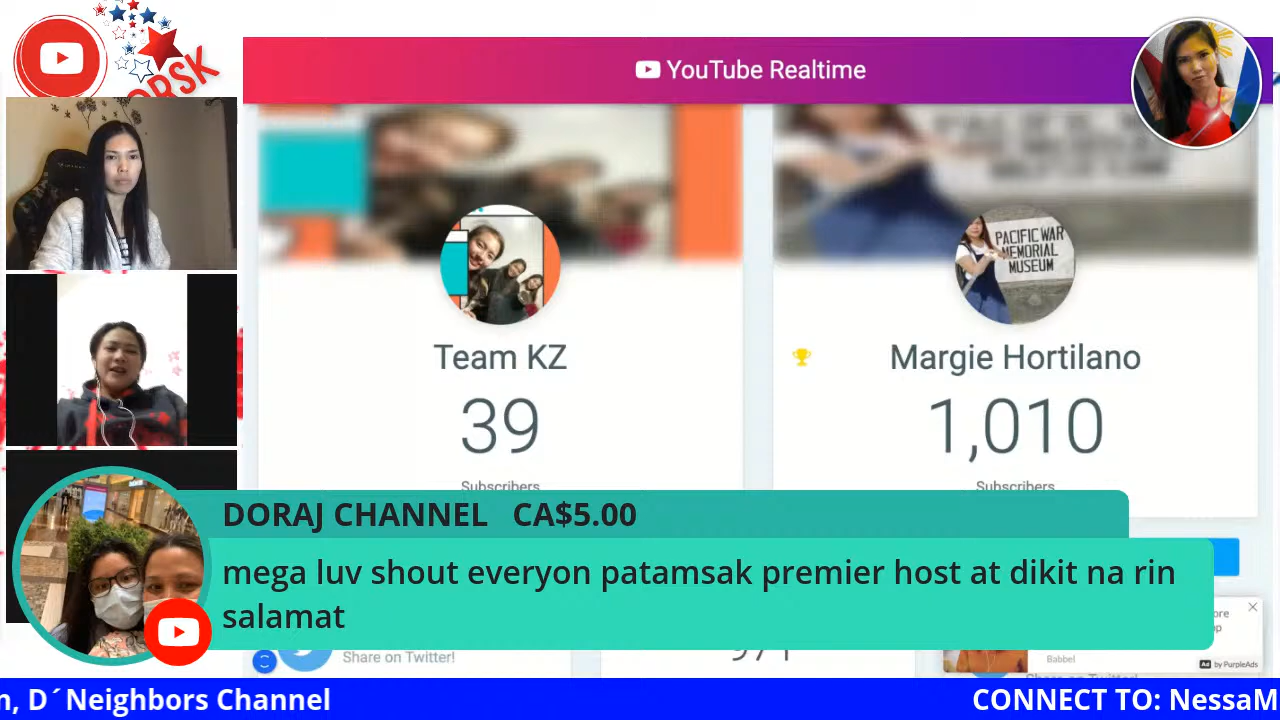 YouTube Realtime
PACIFIC WAR
MEMORIAL
MUSEUM
Team KZ
39
Subscribers
Margie Hortilano
1,010
Subscribers
DORAJ CHANNEL CA$5.00
mega luv shout everyon patamsak premier host at dikit na rin
salamat
Share on Twitter!
Babbel
Ad by PurpleAds
D´Neighbors Channel
CONNECT TO: NessaM